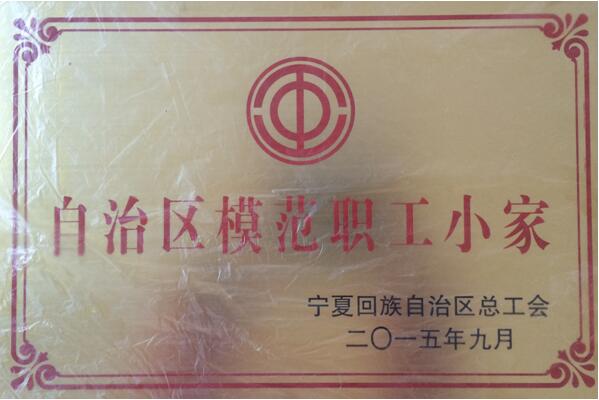 自治区模范职工小家
宁夏回族自治区总工会
二〇一五年九月